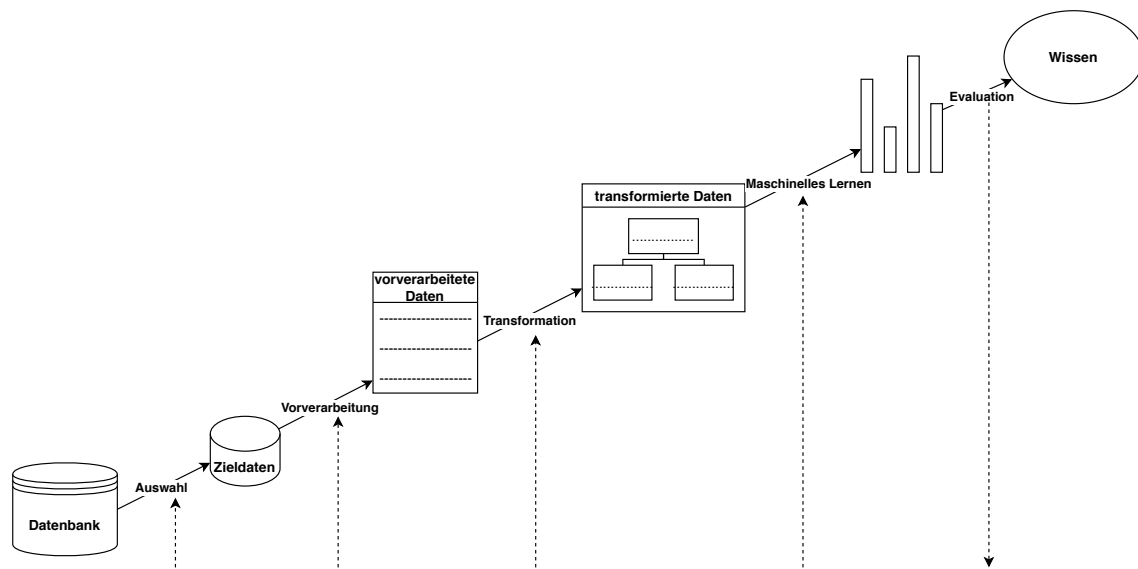 Wissen
Evaluation
Maschinelles Lernen
transformierte Daten
vorverarbeitete
Daten
Transformation
Vorverarbeitung
Zieldaten
Auswahl
Datenbank